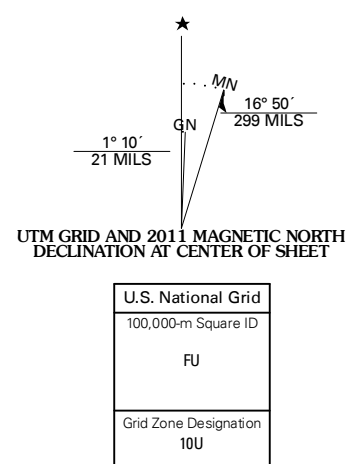 MN
16° 50´
299 MILS
GN
1° 10´
21 MILS
UTM GRID AND 2011 MAGNETIC NORTH
DECLINATION AT CENTER OF SHEET
U.S. National Grid
100,000-m Square ID
FU
Grid Zone Designation
10U